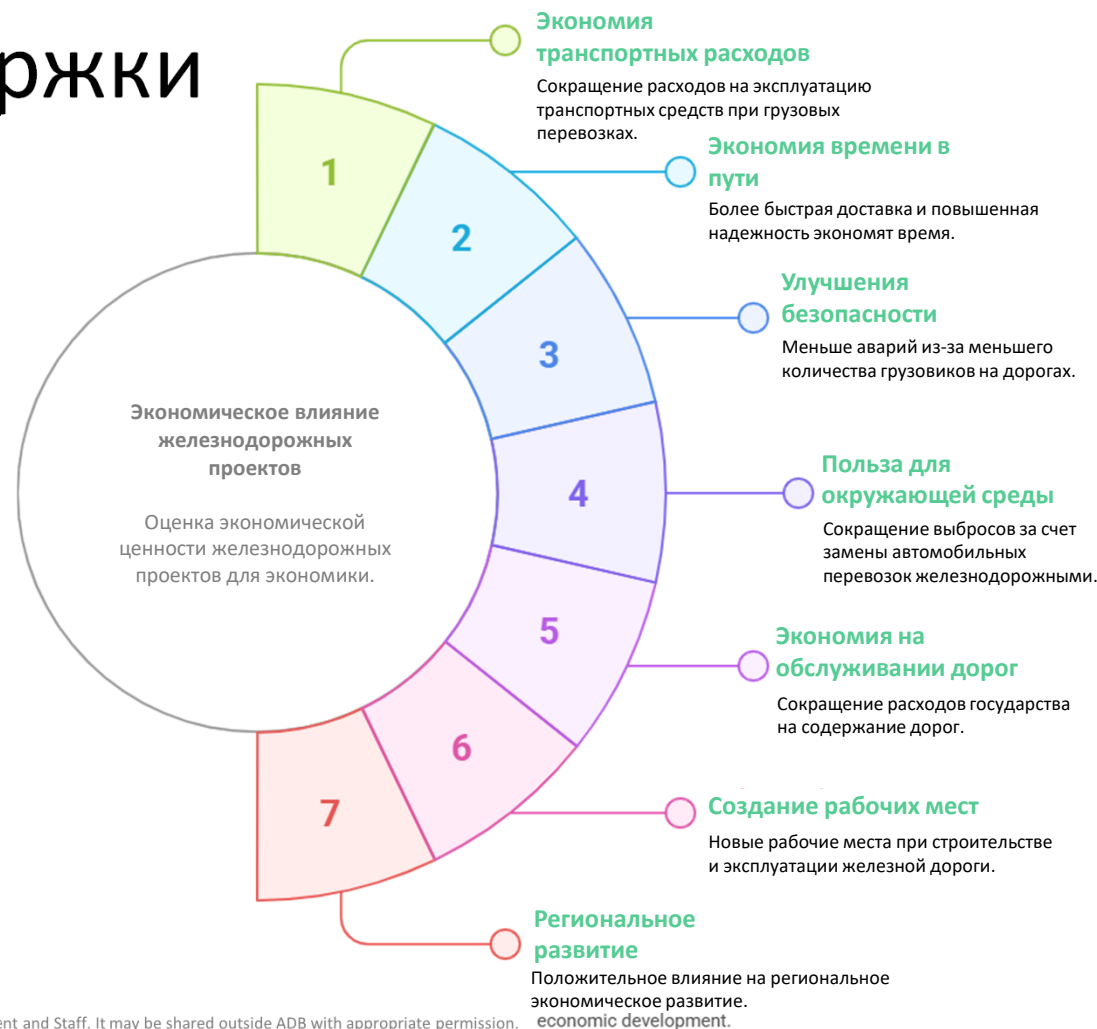 ржки
Экономия
транспортных расходов
Сокращение расходов на эксплуатацию
транспортных средств при грузовых
перевозках.
1
Экономия времени в
пути
Более быстрая доставка и повышенная
надежность экономят время.
2
Улучшения
безопасности
Меньше аварий из-за меньшего
количества грузовиков на дорогах.
3
Экономическое влияние
железнодорожных
проектов
Оценка экономической
ценности железнодорожных
проектов для экономики.
Польза для
окружающей среды
Сокращение выбросов за счет
замены автомобильных
перевозок железнодорожными.
4
Экономия на
обслуживании дорог
Сокращение расходов государства
на содержание дорог.
5
Создание рабочих мест
Новые рабочие места при строительстве
и эксплуатации железной дороги.
6
7
Региональное
развитие
Положительное влияние на региональное
экономическое развитие.
economic development.
ent and Staff. It may be shared outside ADB with appropriate permission.